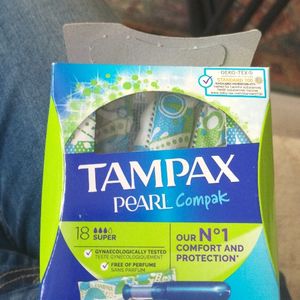 OEKO-TEX®
STANDARD 100
TAMPAX
PEARL Compak
18 SUPER
GYNAECOLOGICALLY TESTED
TESTÉ GYNÉCOLOGIQUEMENT
FREE OF PERFUME
SANS PARFUM
OUR Nº1
COMFORT AND
PROTECTION*